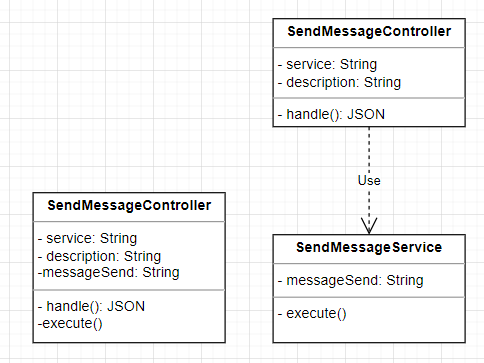 SendMessageController
- service: String
- description: String
- handle(): JSON
Use
SendMessageController
- service: String
- description: String
-messageSend: String
- handle(): JSON
-execute()
SendMessageService
- messageSend: String
- execute()